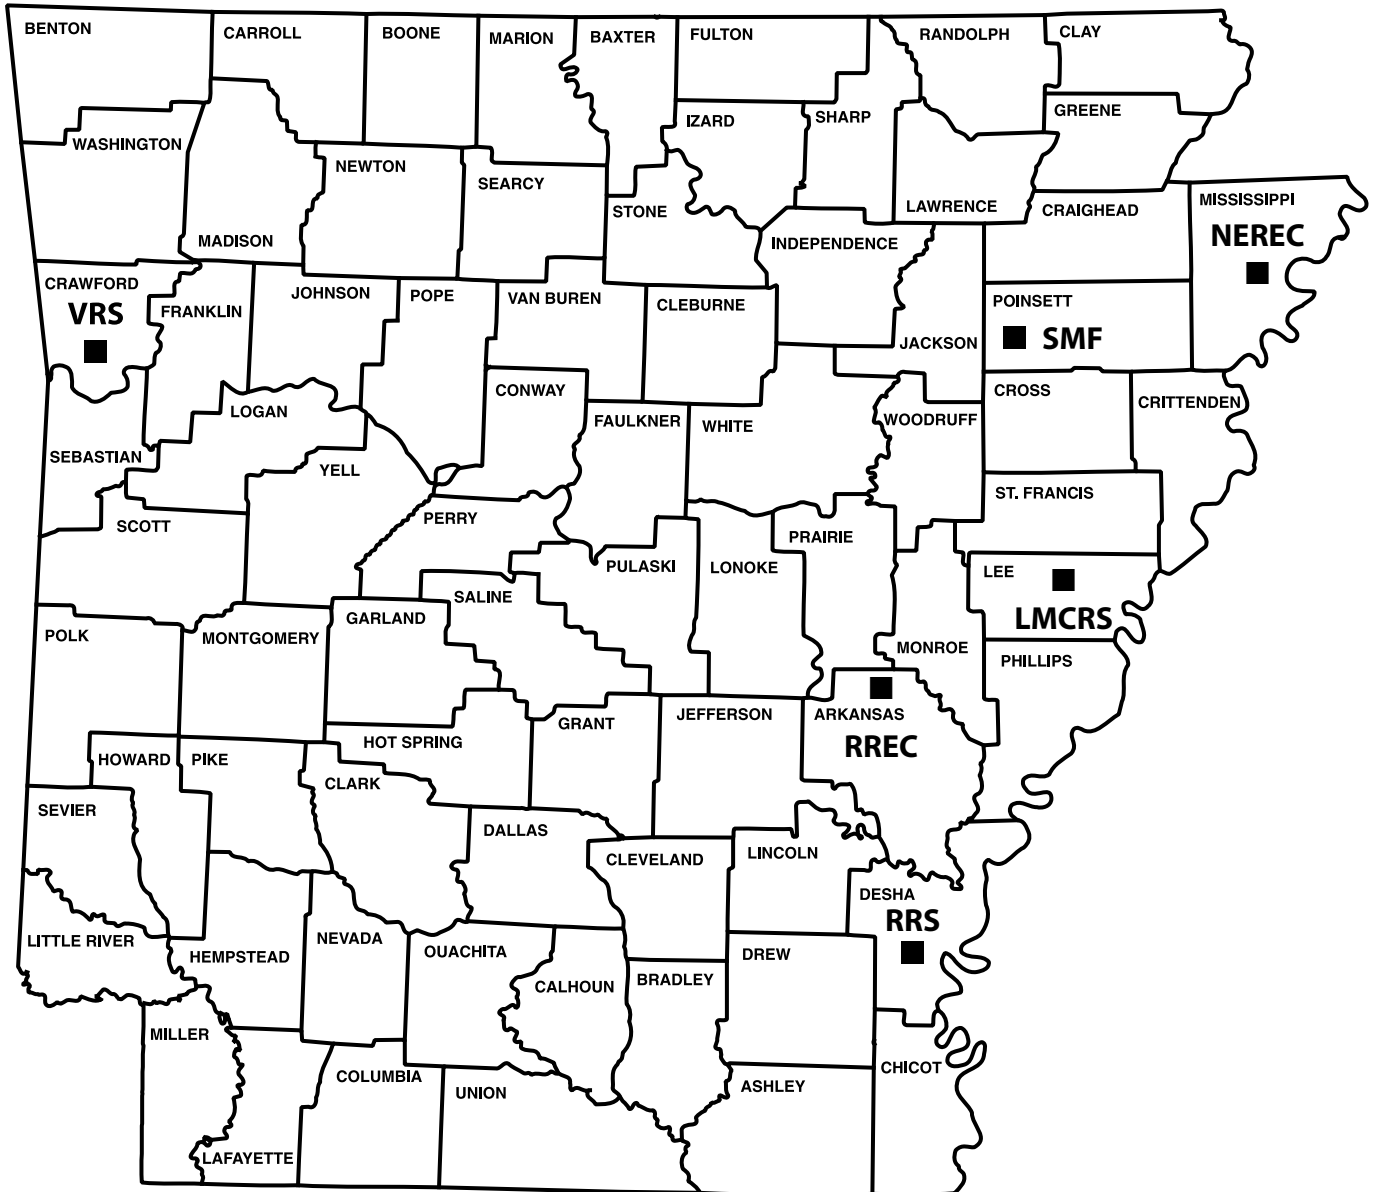 BENTON
CARROLL
BOONE
MARION
BAXTER
FULTON
RANDOLPH
CLAY
WASHINGTON
NEWTON
SEARCY
IZARD
SHARP
GREENE
MADISON
STONE
INDEPENDENCE
LAWRENCE
CRAIGHEAD
MISSISSIPPI
NEREC
CRAWFORD
VRS
FRANKLIN
JOHNSON
POPE
VAN BUREN
CLEBURNE
JACKSON
POINSETT
SMF
LOGAN
CONWAY
FAULKNER
WHITE
WOODRUFF
CROSS
CRITTENDEN
SEBASTIAN
YELL
ST. FRANCIS
SCOTT
PERRY
PULASKI
LONOKE
PRAIRIE
LEE
LMCRS
POLK
MONTGOMERY
GARLAND
SALINE
MONROE
PHILLIPS
HOWARD
PIKE
HOT SPRING
GRANT
JEFFERSON
ARKANSAS
RREC
SEVIER
CLARK
DALLAS
CLEVELAND
LINCOLN
DESHA
RRS
LITTLE RIVER
HEMPSTEAD
NEVADA
OUACHITA
CALHOUN
BRADLEY
DREW
MILLER
COLUMBIA
UNION
ASHLEY
CHICOT
LAFAYETTE